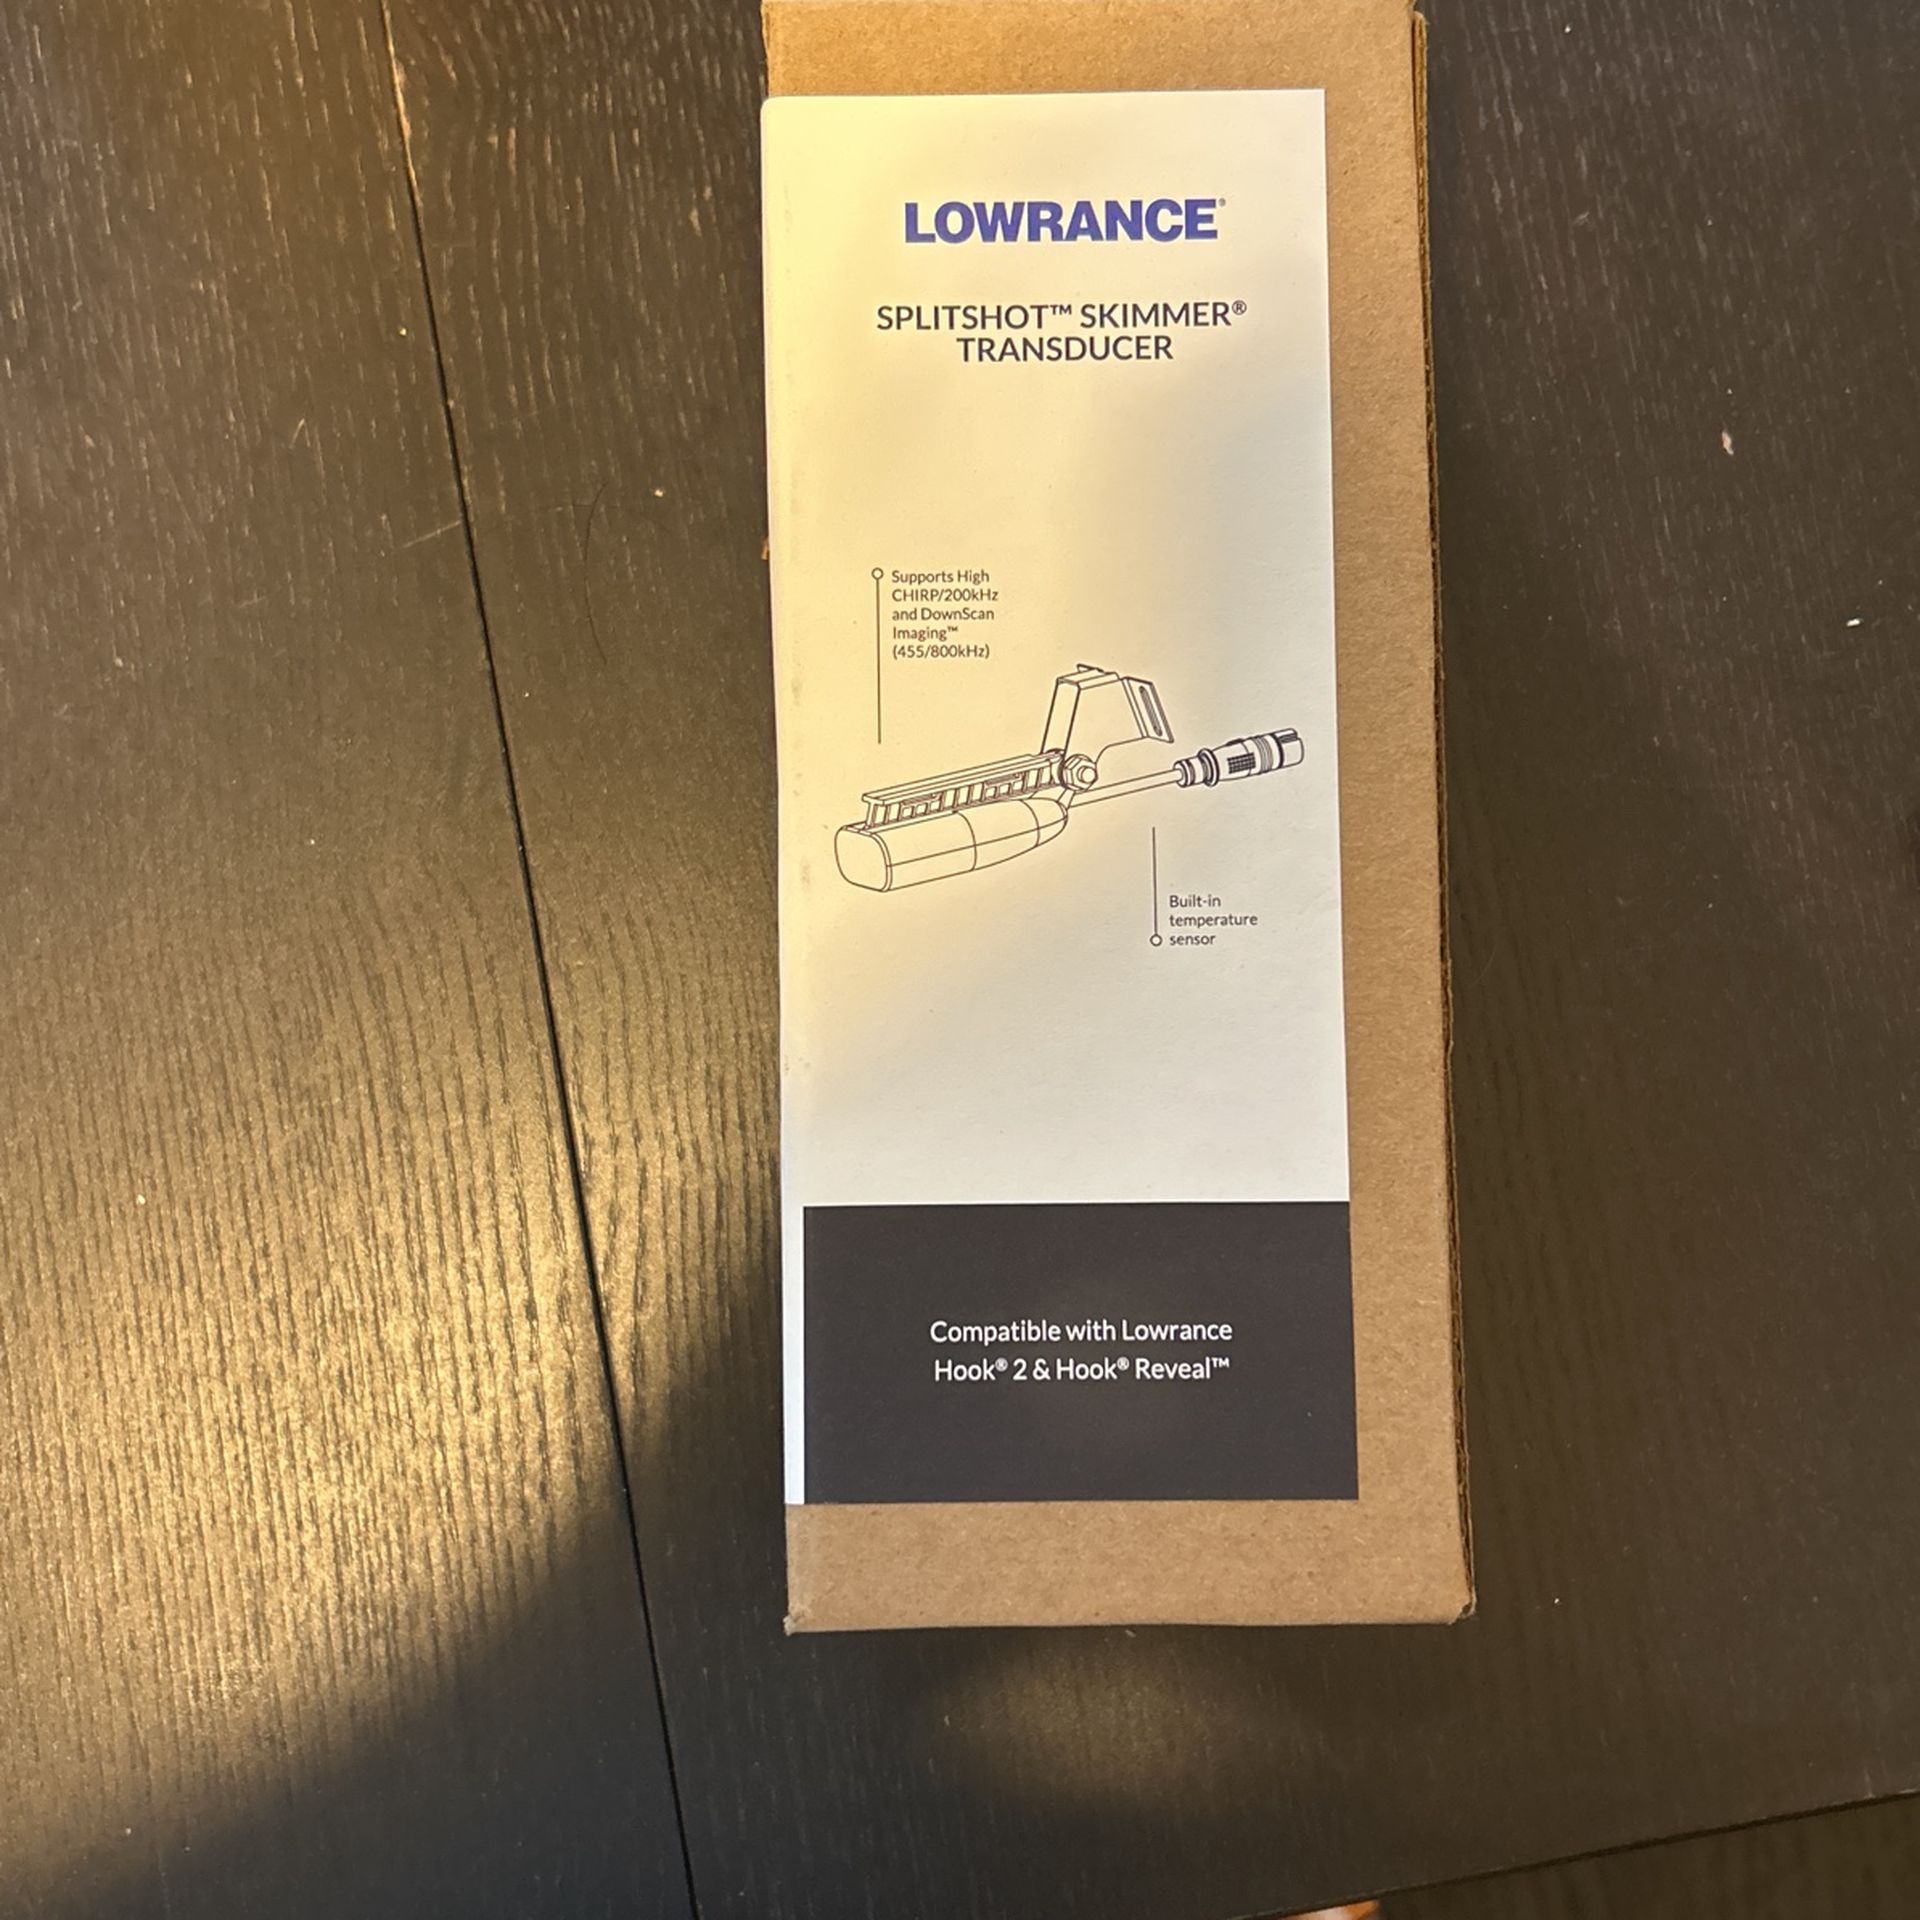 LOWRANCE®
SPLITSHOT™ SKIMMER®
TRANSDUCER
Supports High
CHIRP/200kHz
and DownScan
Imaging™
(455/800kHz)
Built-in
temperature
sensor
Compatible with Lowrance
Hook® 2 & Hook® Reveal™